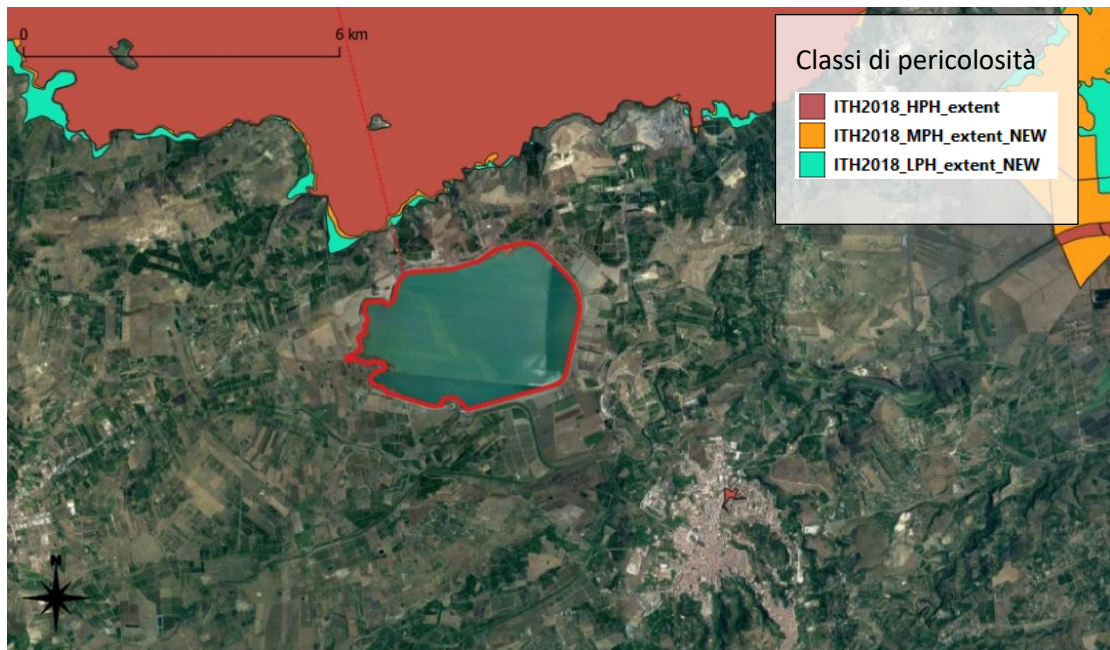 0
6 km
Classi di pericolosità
ITH2018_HPH_extent
ITH2018_MPH_extent_NEW
ITH2018_LPH_extent_NEW
N